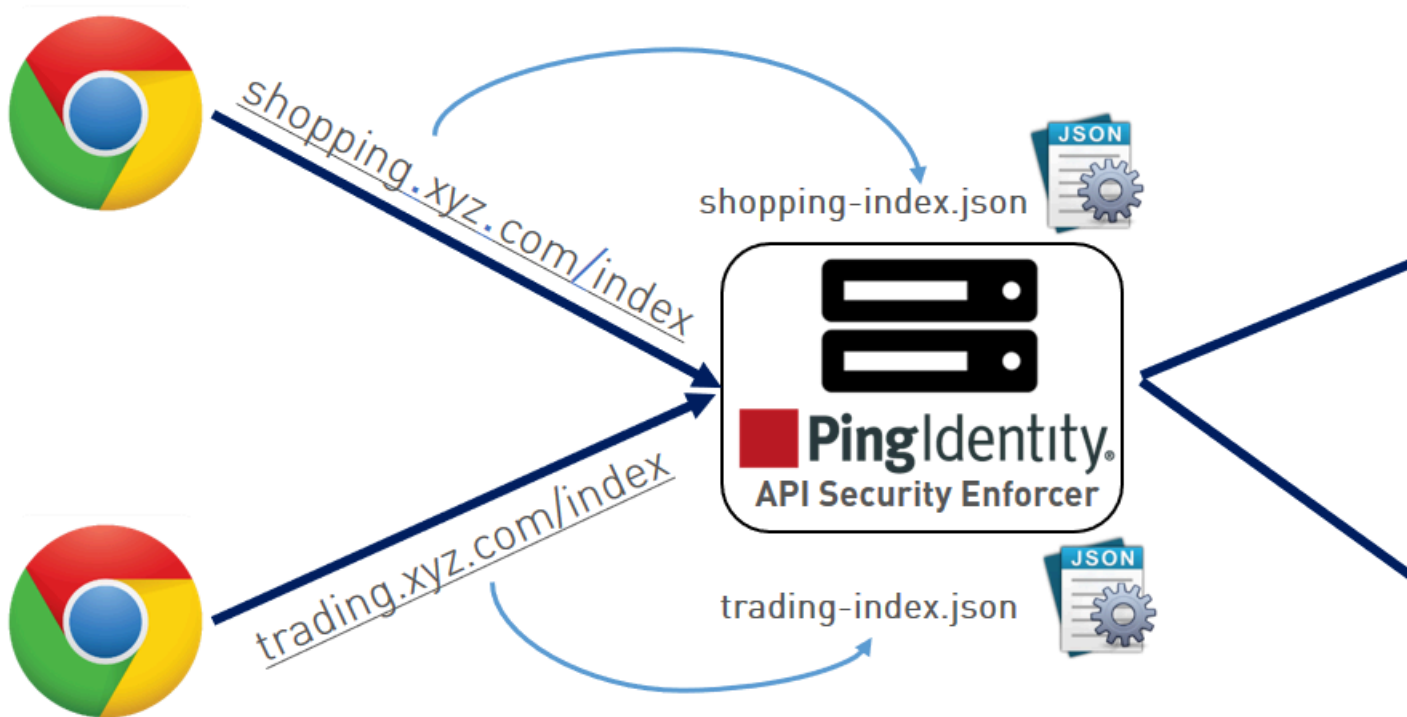 shopping.xyz.com/index
JSON
shopping-index.json
PingIdentity®
API Security Enforcer
trading.xyz.com/index
JSON
trading-index.json